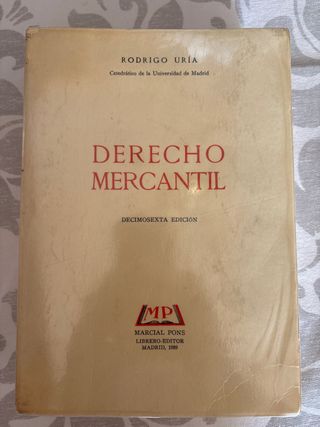 RODRIGO URÍA
Catedrático de la Universidad de Madrid
DERECHO
MERCANTIL
DECIMOSEXTA EDICIÓN
MP
MARCIAL PONS
LIBRERO-EDITOR
MADRID, 1989